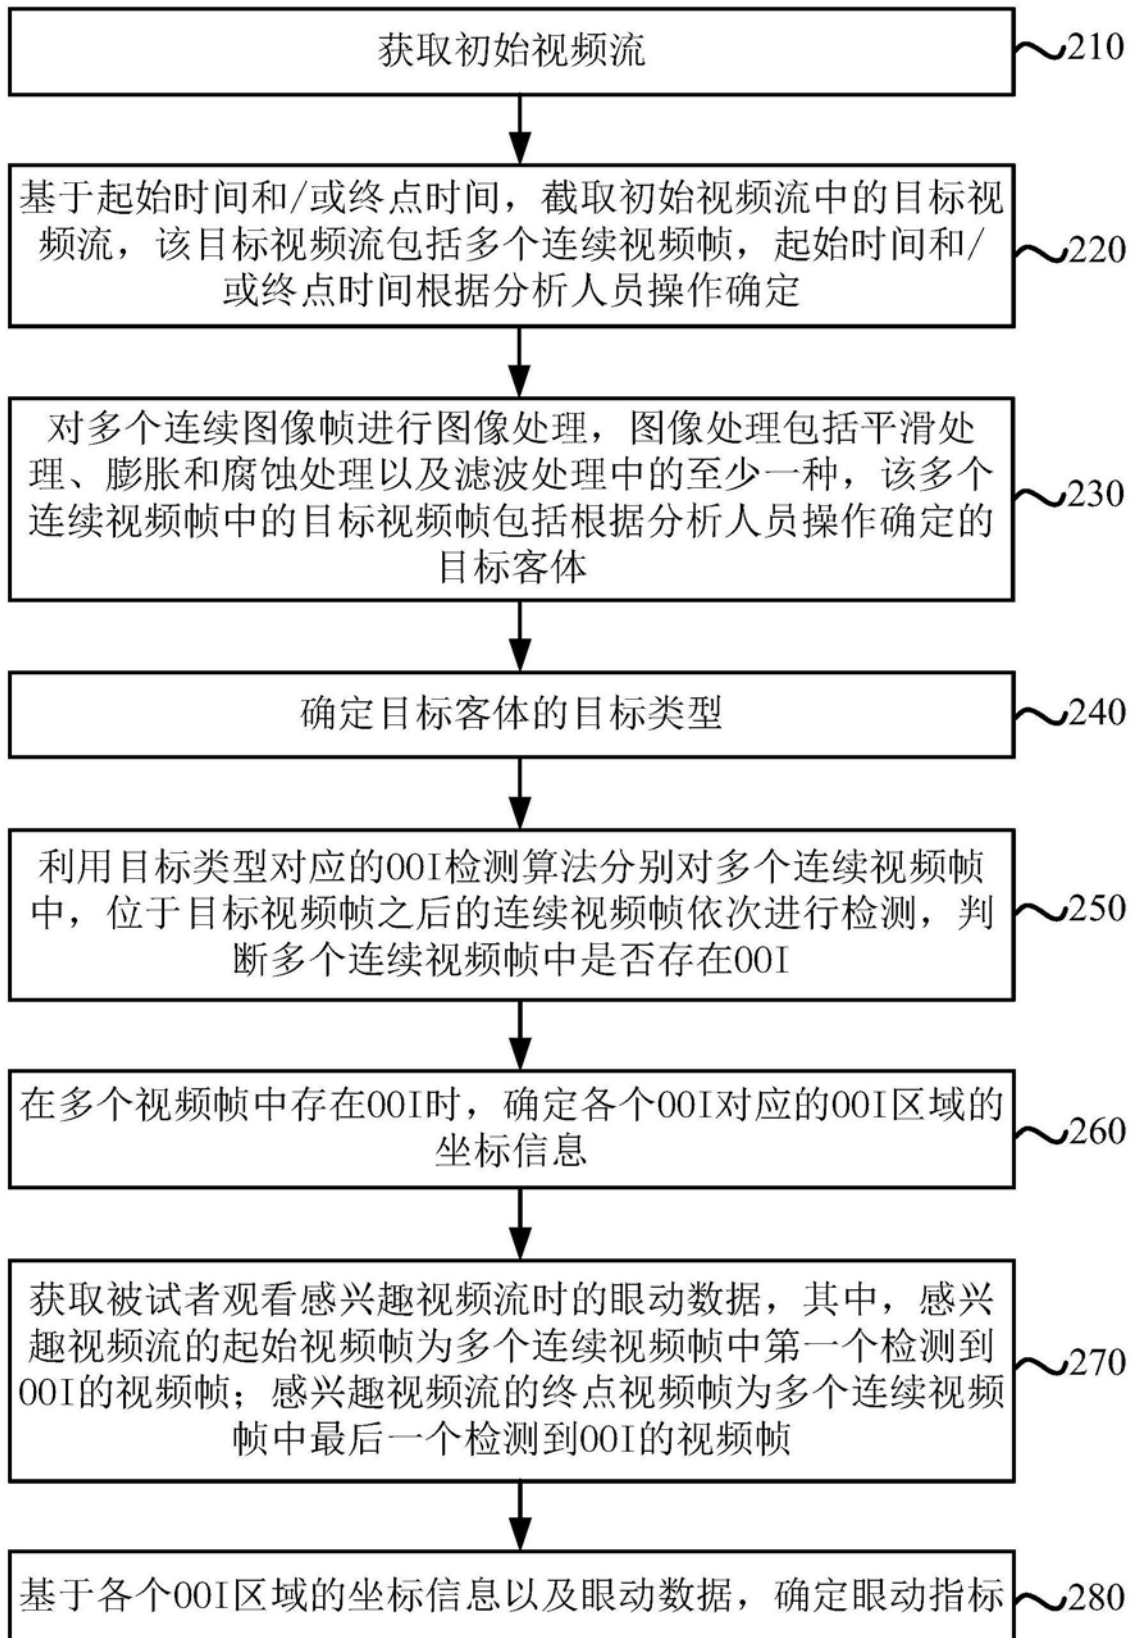 获取初始视频流
210
基于起始时间和/或终点时间，截取初始视频流中的目标视
频流，该目标视频流包括多个连续视频帧，起始时间和/
或终点时间根据分析人员操作确定
220
对多个连续图像帧进行图像处理，图像处理包括平滑处
理、膨胀和腐蚀处理以及滤波处理中的至少一种，该多个
连续视频帧中的目标视频帧包括根据分析人员操作确定的
目标客体
230
确定目标客体的目标类型
240
利用目标类型对应的OOI检测算法分别对多个连续视频帧
中，位于目标视频帧之后的连续视频帧依次进行检测，判
断多个连续视频帧中是否存在OOI
250
在多个视频帧中存在OOI时，确定各个OOI对应的OOI区域的
坐标信息
260
获取被试者观看感兴趣视频流时的眼动数据，其中，感兴
趣视频流的起始视频帧为多个连续视频帧中第一个检测到
OOI的视频帧；感兴趣视频流的终点视频帧为多个连续视频
帧中最后一个检测到OOI的视频帧
270
基于各个OOI区域的坐标信息以及眼动数据，确定眼动指标
280